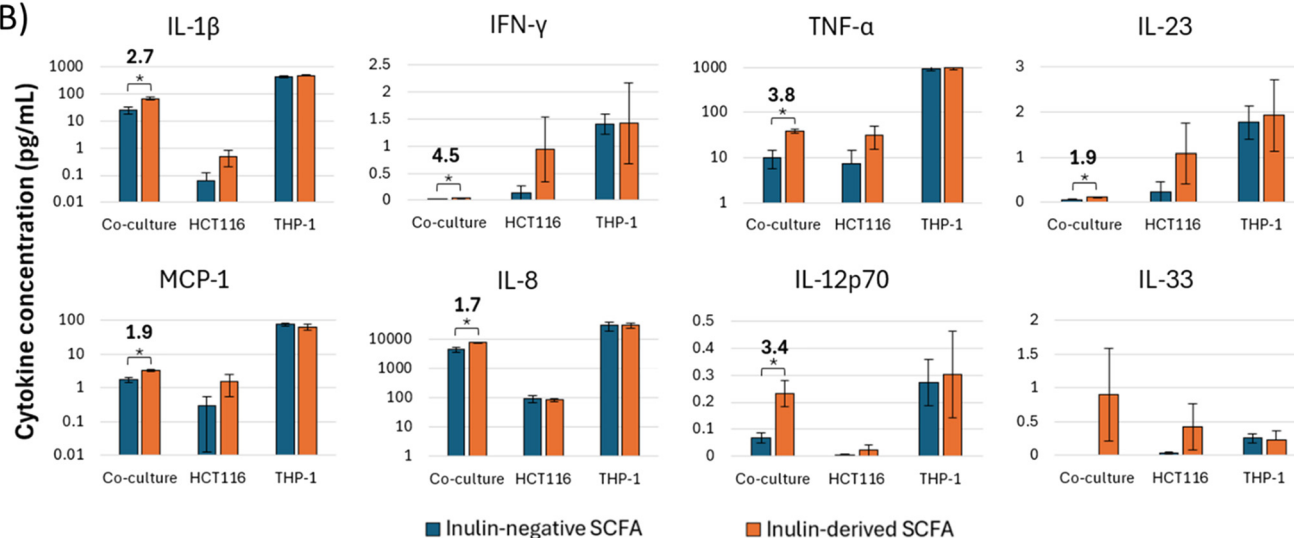 B)
Cytokine concentration (pg/mL)
IL-1β
1000
100
10
1
0.1
0.01
2.7
*
Co-culture HCT116 THP-1
IFN-γ
2.5
2
1.5
1
0.5
0
4.5
*
Co-culture HCT116 THP-1
TNF-α
1000
100
10
1
3.8
*
Co-culture HCT116 THP-1
IL-23
3
2
1
0
1.9
*
Co-culture HCT116 THP-1
MCP-1
100
10
1
0.1
0.01
1.9
*
Co-culture HCT116 THP-1
IL-8
10000
1000
100
10
1
1.7
*
Co-culture HCT116 THP-1
IL-12p70
0.5
0.4
0.3
0.2
0.1
0
3.4
*
Co-culture HCT116 THP-1
IL-33
2
1.5
1
0.5
0
Co-culture HCT116 THP-1
Inulin-negative SCFA
Inulin-derived SCFA